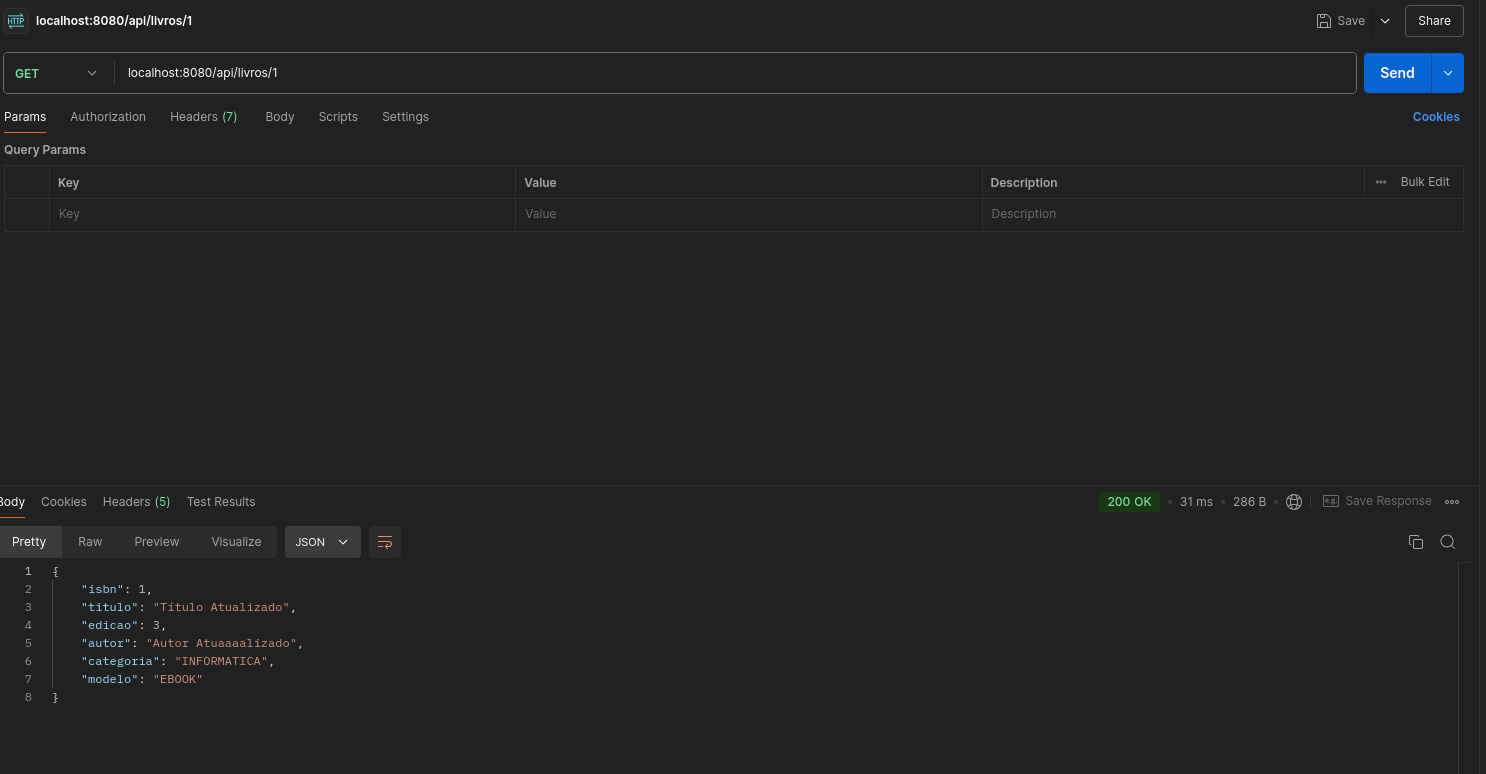 HTTP localhost:8080/api/livros/1 Save Share
GET localhost:8080/api/livros/1 Send
Params Authorization Headers (7) Body Scripts Settings Cookies
Query Params
Key Value Description ••• Bulk Edit
Key Value Description
Body Cookies Headers (5) Test Results 200 OK • 31 ms • 286 B • e.g. Save Response •••
Pretty Raw Preview Visualize JSON
1 {
2 "isbn": 1,
3 "titulo": "Título Atualizado",
4 "edicao": 3,
5 "autor": "Autor Atuaaaalizado",
6 "categoria": "INFORMATICA",
7 "modelo": "EBOOK"
8 }